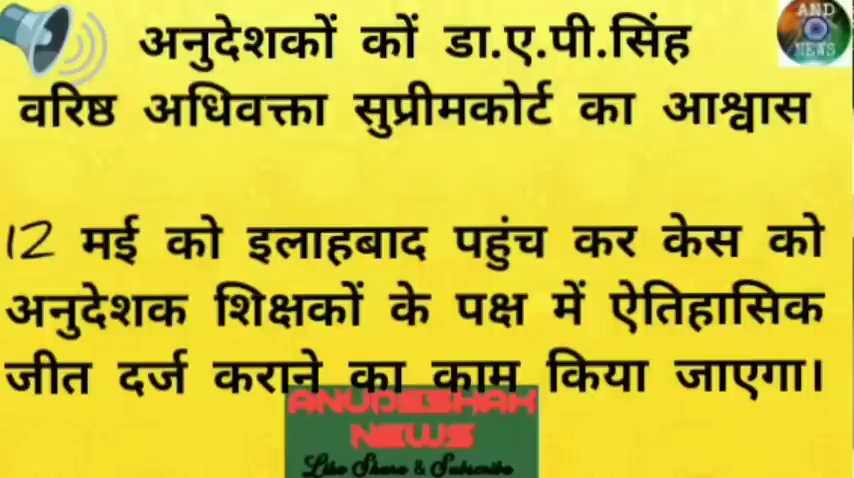 AND
NEWS
अनुदेशकों कों डा.ए.पी.सिंह
वरिष्ठ अधिवक्ता सुप्रीमकोर्ट का आश्वास
12 मई को इलाहबाद पहुंच कर केस को
अनुदेशक शिक्षकों के पक्ष में ऐतिहासिक
जीत दर्ज कराने का काम किया जाएगा।
ANUDESHAK
NEWS
Like Share & Subscribe